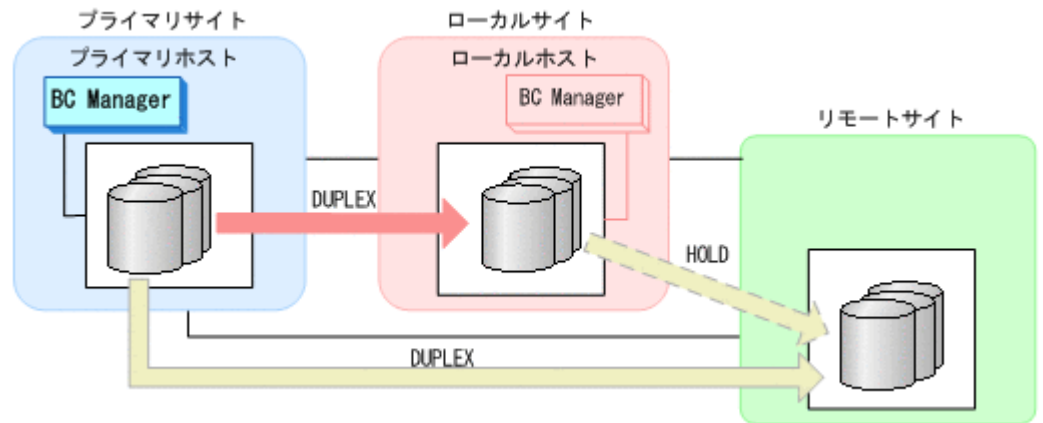 プライマリサイト
ローカルサイト
プライマリホスト
ローカルホスト
BC Manager
BC Manager
リモートサイト
DUPLEX
HOLD
DUPLEX